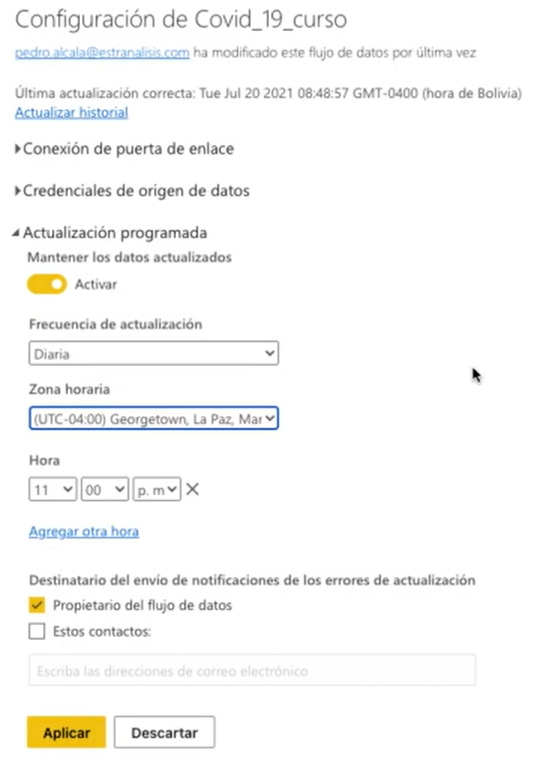 Configuración de Covid_19_curso
pedro.alcala@estranalisis.com ha modificado este flujo de datos por última vez
Última actualización correcta: Tue Jul 20 2021 08:48:57 GMT-0400 (hora de Bolivia)
Actualizar historial
Conexión de puerta de enlace
Credenciales de origen de datos
Actualización programada
Mantener los datos actualizados
Activar
Frecuencia de actualización
Diaria
Zona horaria
(UTC-04:00) Georgetown, La Paz, Mar
Hora
11 00 p. m
Agregar otra hora
Destinatario del envío de notificaciones de los errores de actualización
Propietario del flujo de datos
Estos contactos:
Escriba las direcciones de correo electrónico
Aplicar Descartar